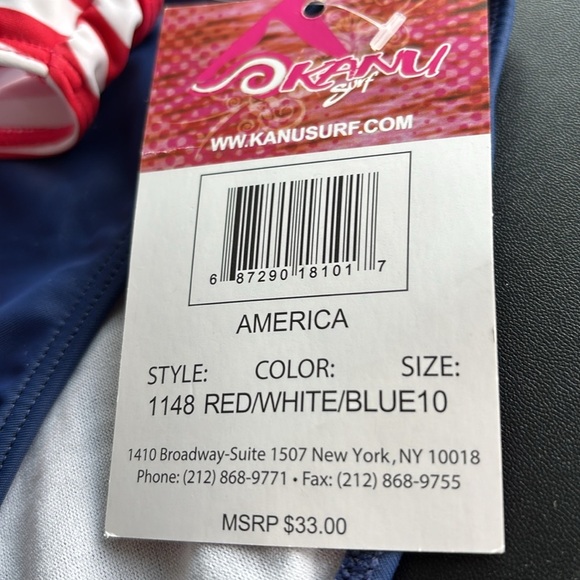 KANU
Surf
WW.KANUSURF.COM
6 87290 18101 7
AMERICA
STYLE: COLOR: SIZE:
1148 RED/WHITE/BLUE10
1410 Broadway-Suite 1507 New York, NY 10018
Phone: (212) 868-9771 • Fax: (212) 868-9755
MSRP $33.00